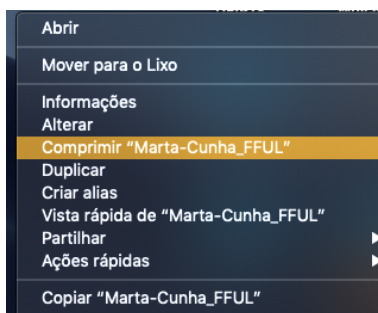 Abrir
Mover para o Lixo
Informações
Alterar
Comprimir “Marta-Cunha_FFUL”
Duplicar
Criar alias
Vista rápida de “Marta-Cunha_FFUL”
Partilhar
Ações rápidas
Copiar “Marta-Cunha_FFUL”